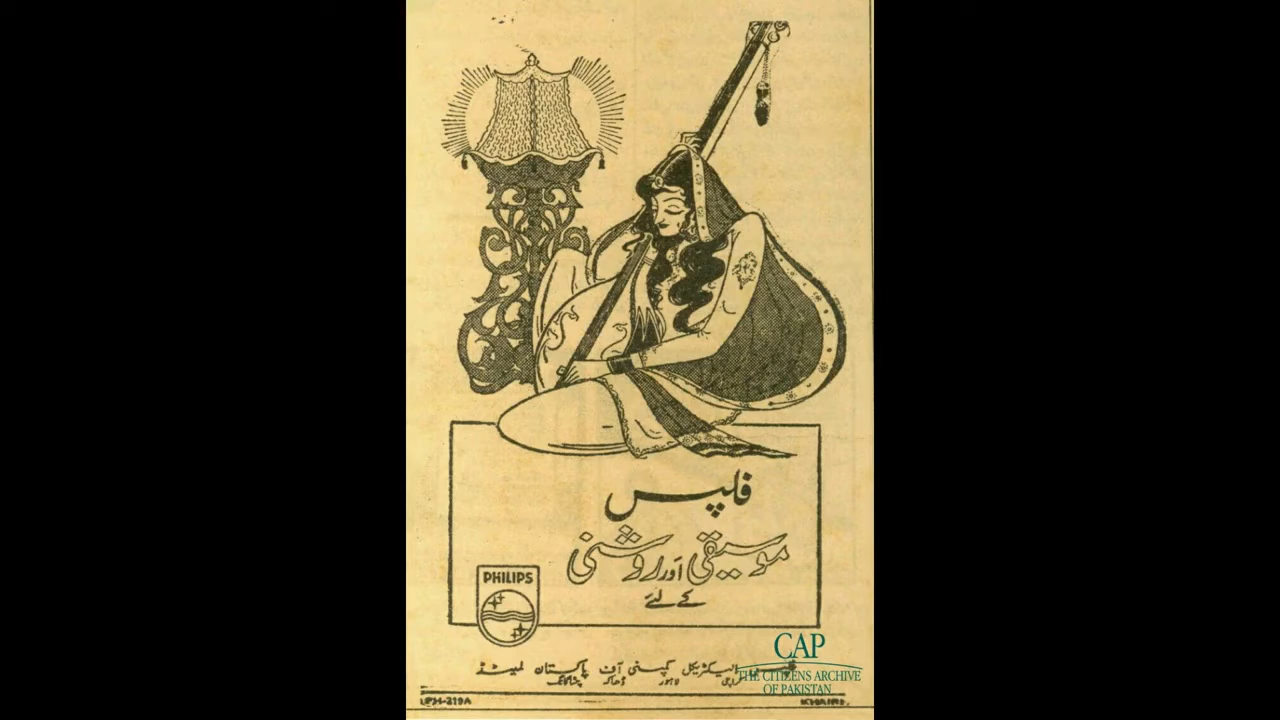 فلپس
موسیقی اور روشنی
کے لئے
PHILIPS
الیکٹریکل کمپنی آف پاکستان لمیٹڈ
لاہور ڈھاکہ چٹاگانگ
CAP
THE CITIZENS ARCHIVE
OF PAKISTAN